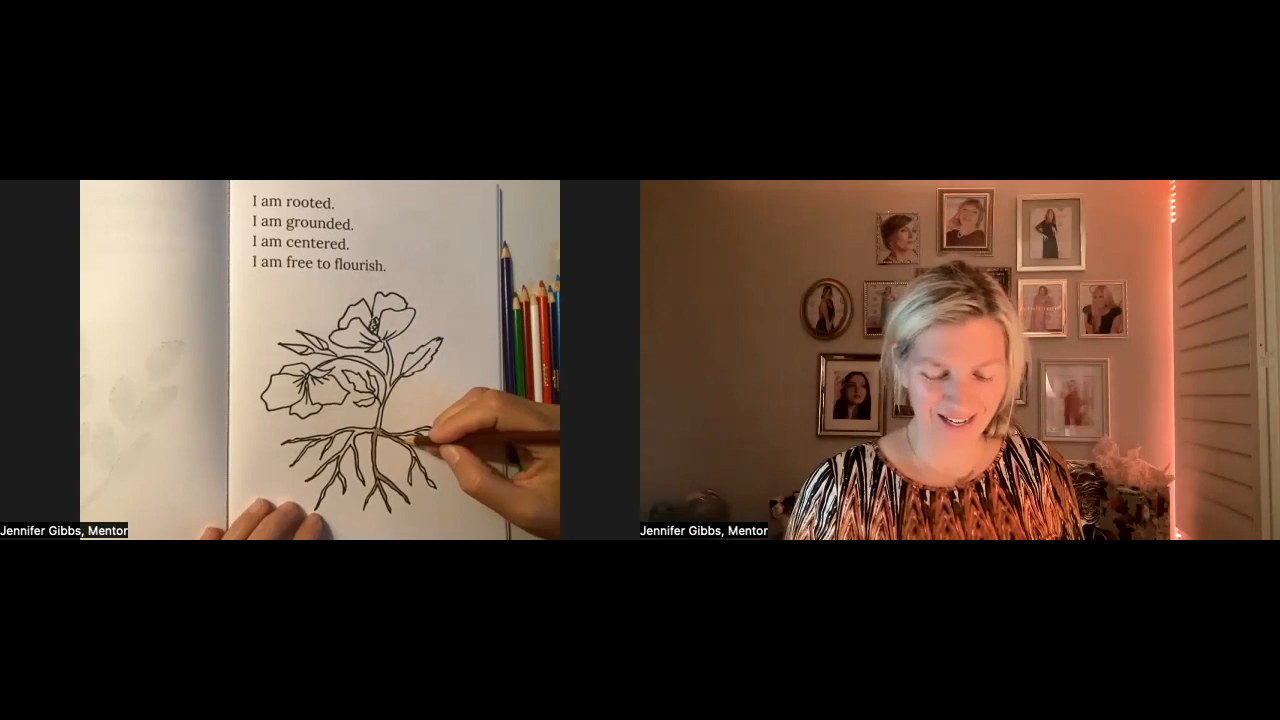 I am rooted.
I am grounded.
I am centered.
I am free to flourish.
Jennifer Gibbs, Mentor
Jennifer Gibbs, Mentor